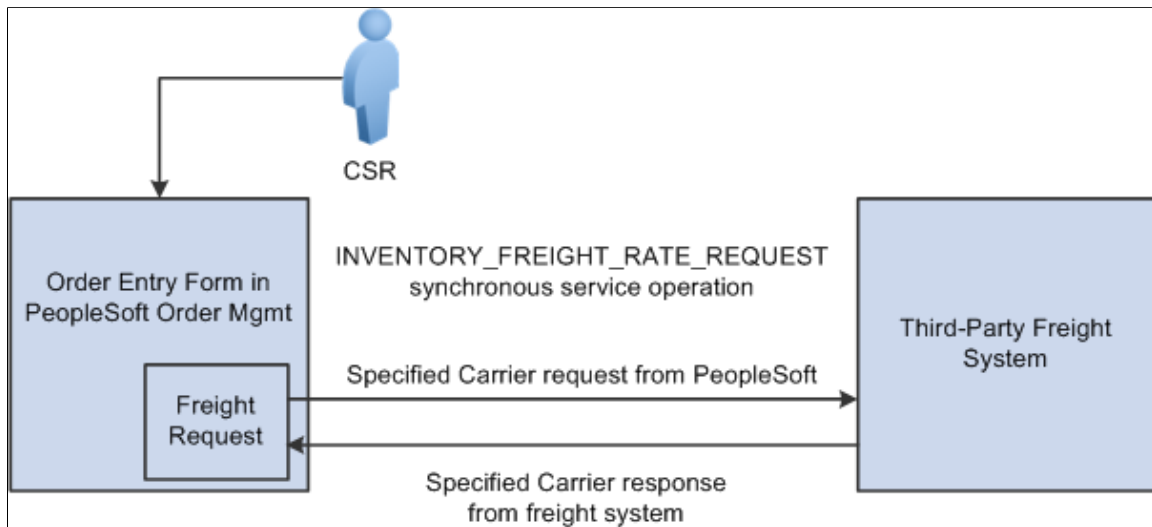 CSR
Order Entry Form in
PeopleSoft Order Mgmt
INVENTORY_FREIGHT_RATE_REQUEST
synchronous service operation
Third-Party Freight
System
Freight
Request
Specified Carrier request from PeopleSoft
Specified Carrier response
from freight system